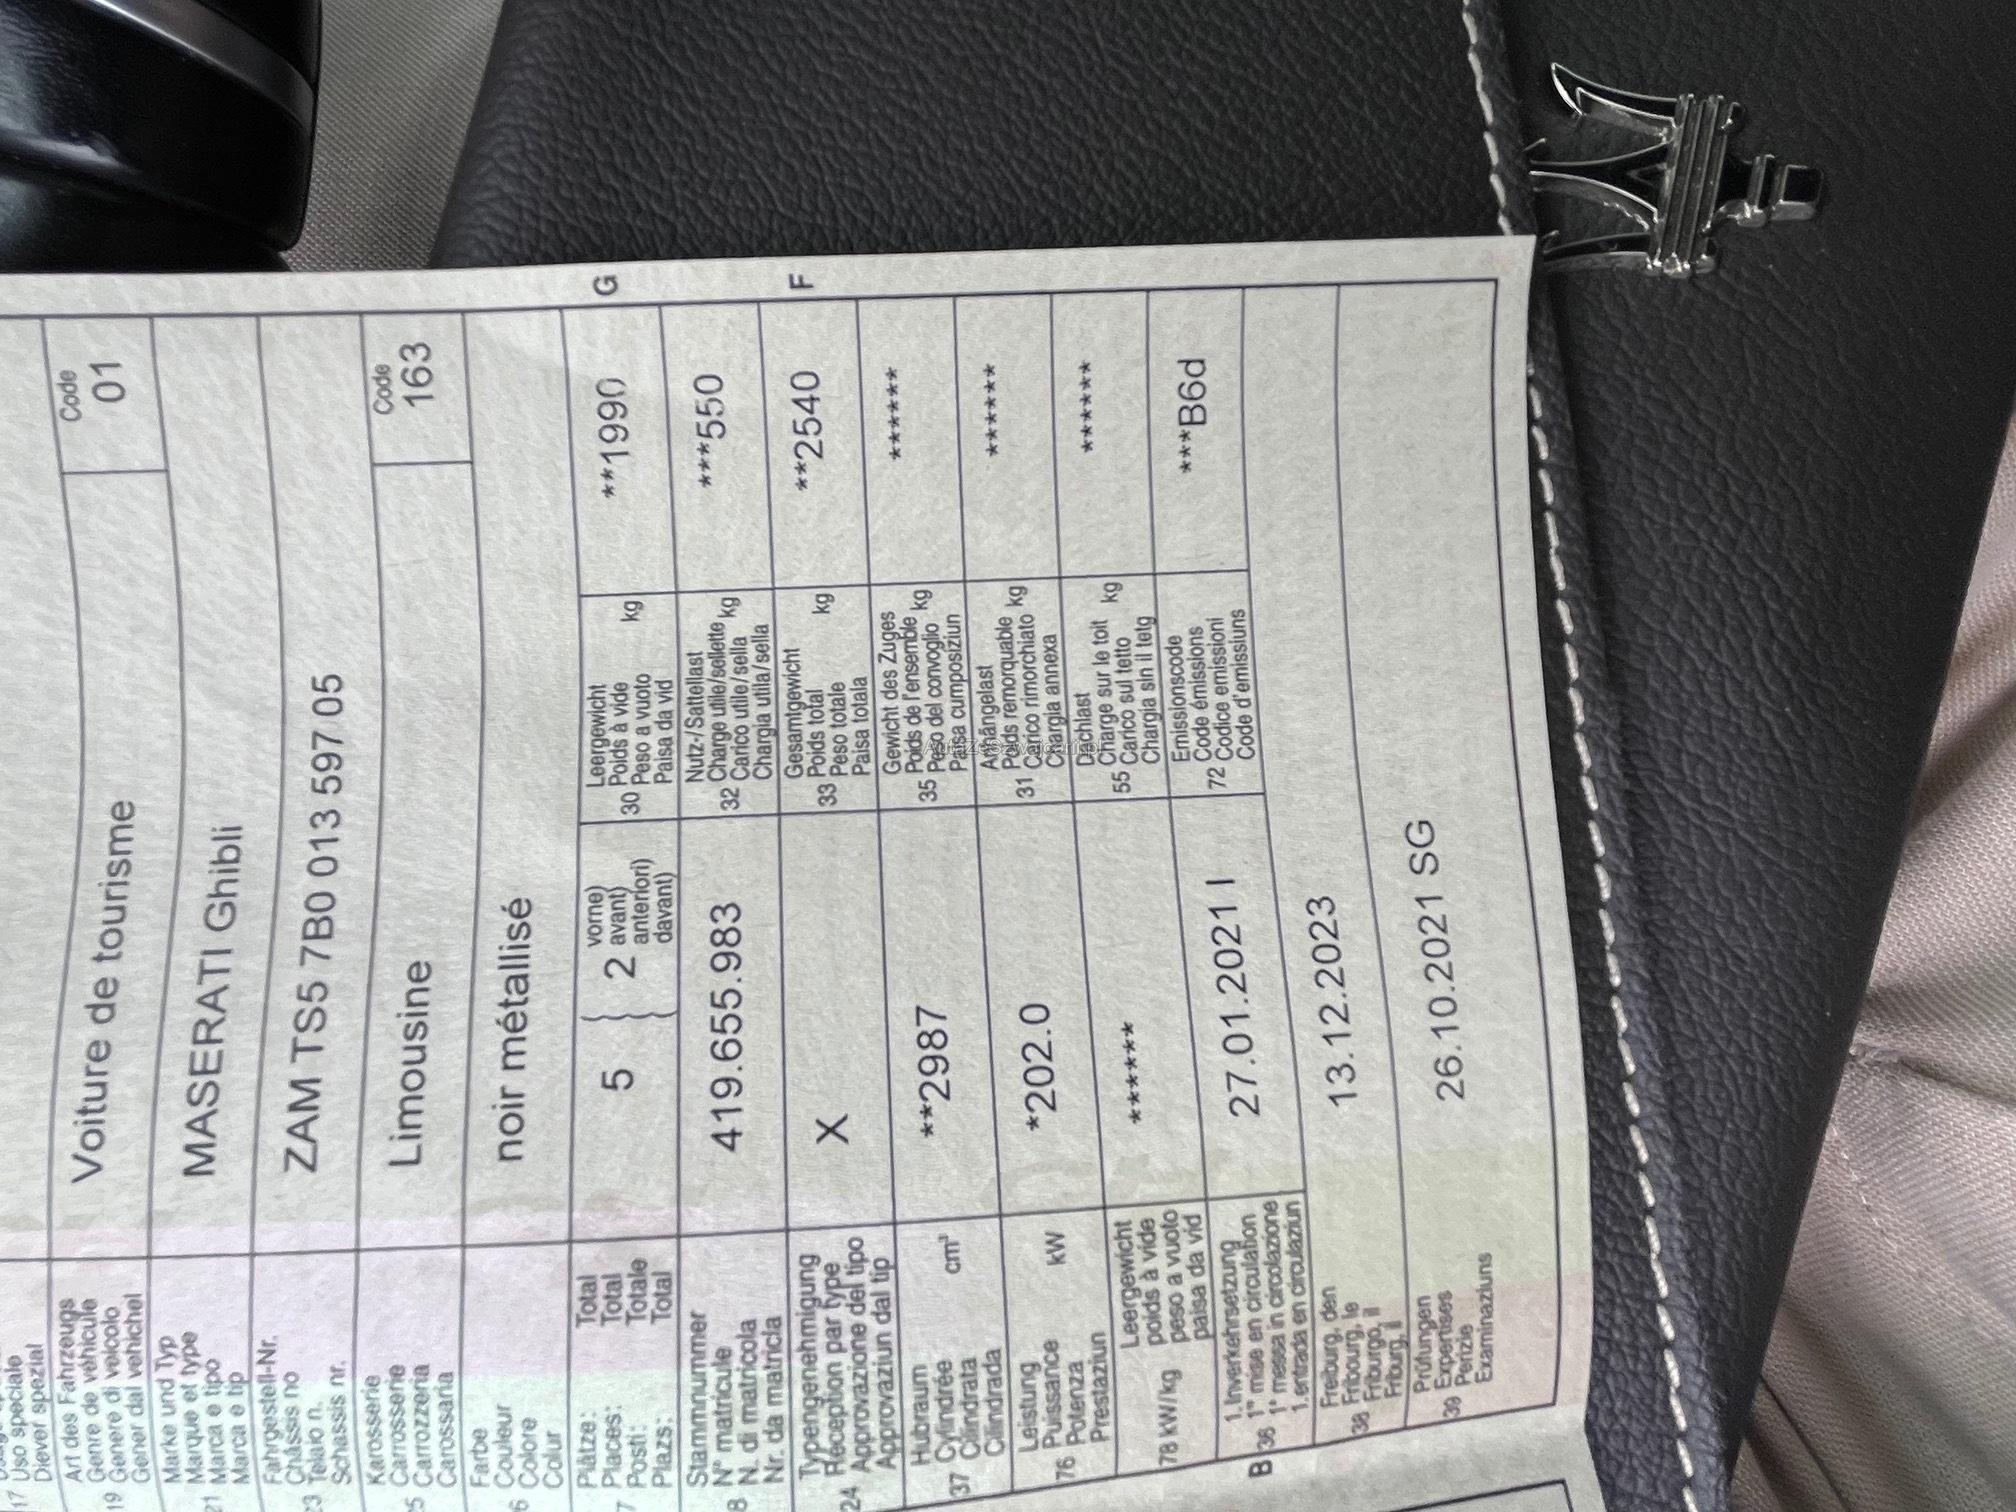 17 Uso speciale
Diever spezial
Art des Fahrzeugs
Genre de véhicule
19 Genere di veicolo
Gener dal vehichel
Voiture de tourisme
Code
01
Marke und Typ
Marque et type
21 Marca e tipo
Marca e tip
MASERATI Ghibli
Fahrgestell-Nr.
Châssis no
23 Telaio n.
Schassis nr.
ZAM TS5 7B0 013 597 05
Karosserie
Carrosserie
25 Carrozzeria
Carossaria
Limousine
Code
163
Farbe
Couleur
26 Colore
Colur
noir métallisé
Plätze: Total
Places: Total
27 Posti: Totale
Plazs: Total
5
2
vorne)
avant)
anteriori)
davant)
Leergewicht
Poids à vide
30 Peso a vuoto kg
Paisa da vid
**1990
G
Stammnummer
N° matricule
18 N. di matricola
Nr. da matricla
419.655.983
Nutz-/Sattellast
Charge utile/sellette
32 Carico utile/sella kg
Chargia utila/sella
***550
Typengenehmigung
Réception par type
24 Approvazione del tipo
Approvaziun dal tip
X
Gesamtgewicht
Poids total
33 Peso totale kg
Paisa totala
**2540
F
Hubraum
Cylindrée
37 Cilindrata cm³
Cilindrada
**2987
Gewicht des Zuges
Poids de l'ensemble
35 Peso del convoglio kg
Paisa cumposiziun
******
Leistung
Puissance
76 Potenza kW
Prestaziun
*202.0
Anhängelast
Poids remorquable
31 Carico rimorchiato kg
Chargia annexa
******
Leergewicht
poids à vide
78 kW/kg peso a vuoto
paisa da vid
******
Dachlast
Charge sur le toit
55 Carico sul tetto kg
Chargia sin il tetg
******
1. Inverkehrsetzung
1re mise en circulation
B 36 1a messa in circolazione
1. entrada en circulaziun
27.01.2021 I
Emissionscode
Code émissions
72 Codice emissioni
Code d'emissiuns
***B6d
Freiburg, den
Fribourg, le
38 Friburgo, il
Friburg, il
13.12.2023
Prüfungen
39 Expertises
Perizie
Examinaziuns
26.10.2021 SG